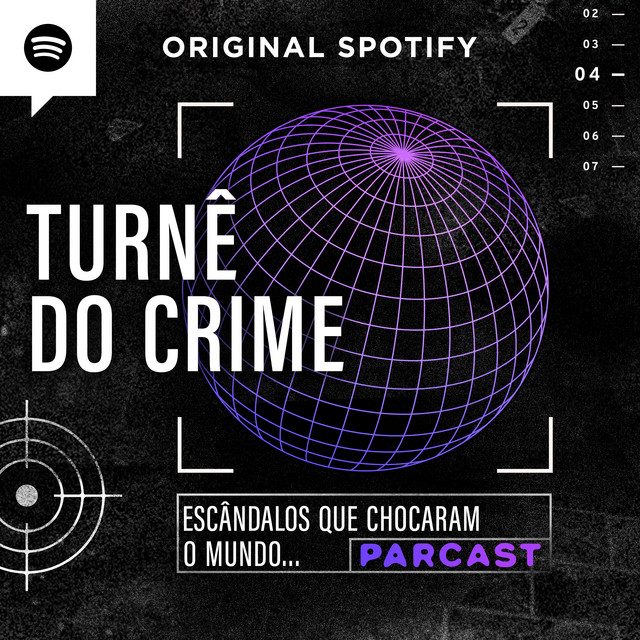 ORIGINAL SPOTIFY
02
03
04
05
06
07
TURNÊ
DO CRIME
ESCÂNDALOS QUE CHOCARAM
O MUNDO...
PARCAST